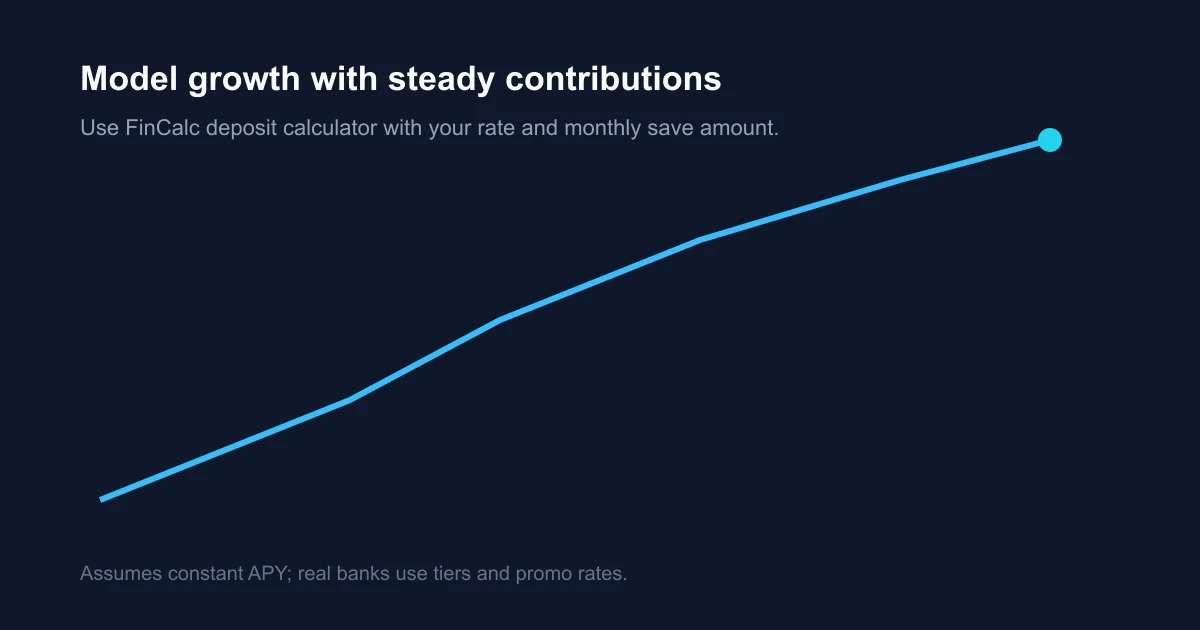 Model growth with steady contributions
Use FinCalc deposit calculator with your rate and monthly save amount.
Assumes constant APY; real banks use tiers and promo rates.